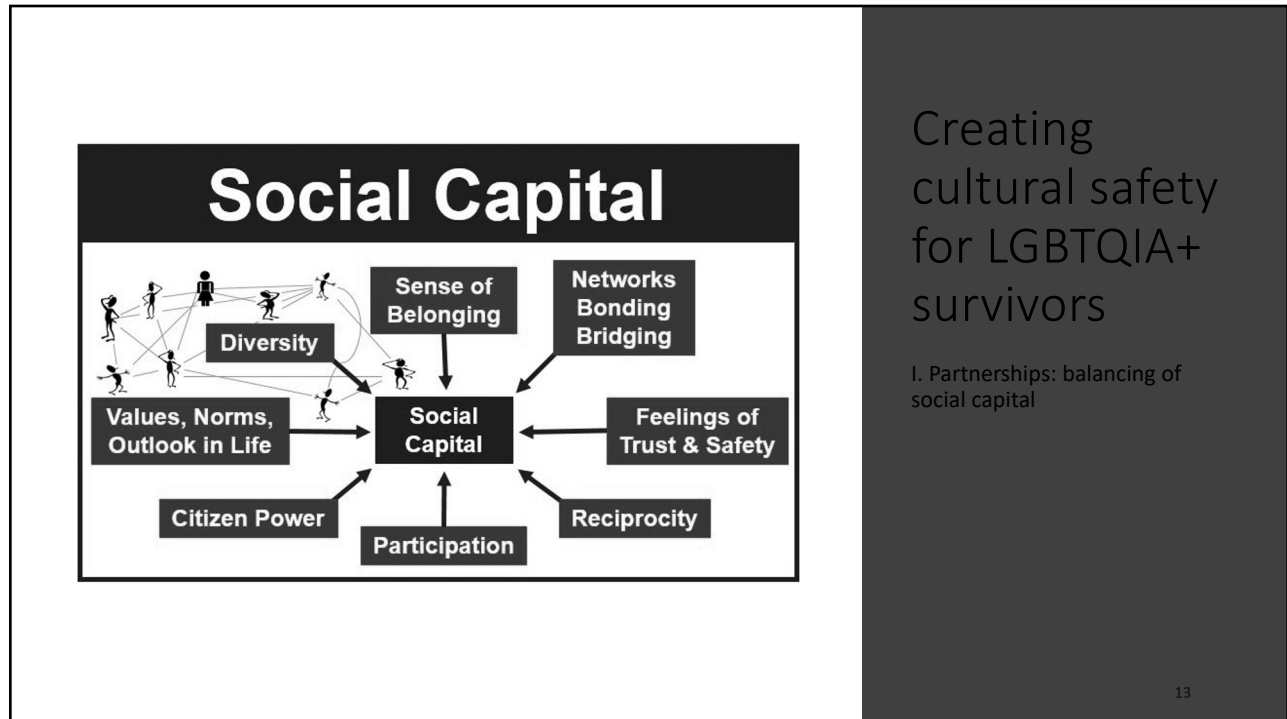 Social Capital
Sense of
Belonging
Networks
Bonding
Bridging
Diversity
Values, Norms,
Outlook in Life
Social
Capital
Feelings of
Trust & Safety
Citizen Power
Participation
Reciprocity
Creating
cultural safety
for LGBTQIA+
survivors
I. Partnerships: balancing of
social capital
13